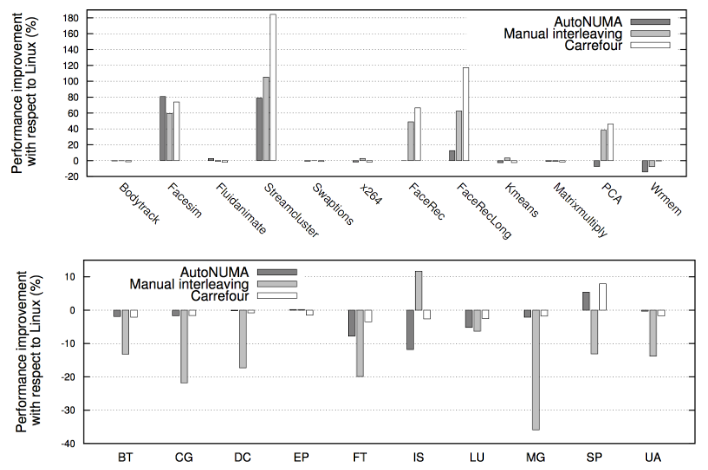 Performance improvement
with respect to Linux (%)
180
160
140
120
100
80
60
40
20
0
-20
AutoNUMA
Manual interleaving
Carrefour
Bodytrack
Facesim
Fluidanimate
Streamcluster
Swaptions
x264
FaceRec
FaceRecLong
Kmeans
Matrixmultiply
PCA
Wrmem
Performance improvement
with respect to Linux (%)
10
0
-10
-20
-30
-40
AutoNUMA
Manual interleaving
Carrefour
BT CG DC EP FT IS LU MG SP UA